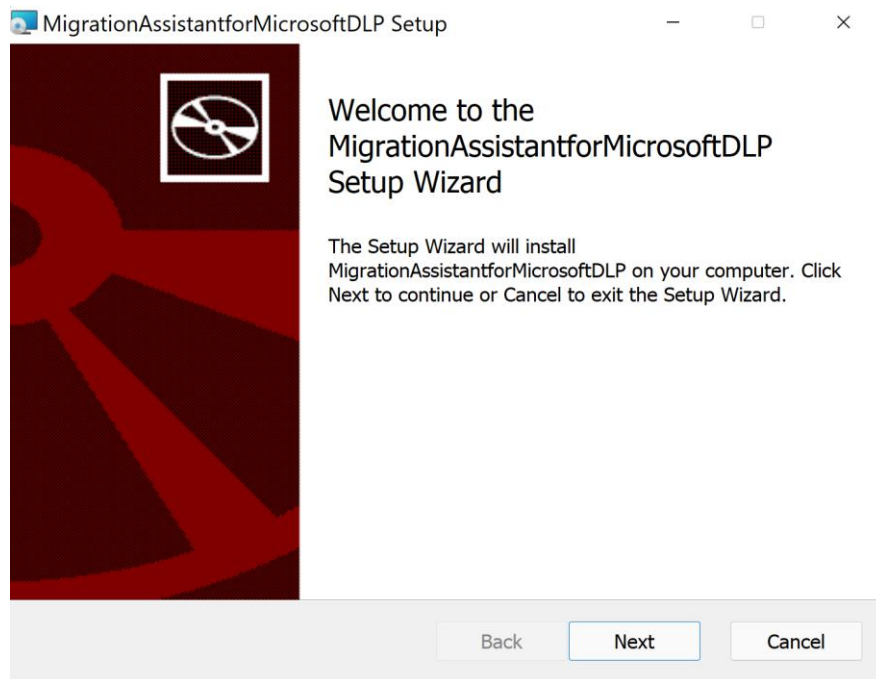 MigrationAssistantforMicrosoftDLP Setup
Welcome to the
MigrationAssistantforMicrosoftDLP
Setup Wizard
The Setup Wizard will install
MigrationAssistantforMicrosoftDLP on your computer. Click
Next to continue or Cancel to exit the Setup Wizard.
Back Next Cancel